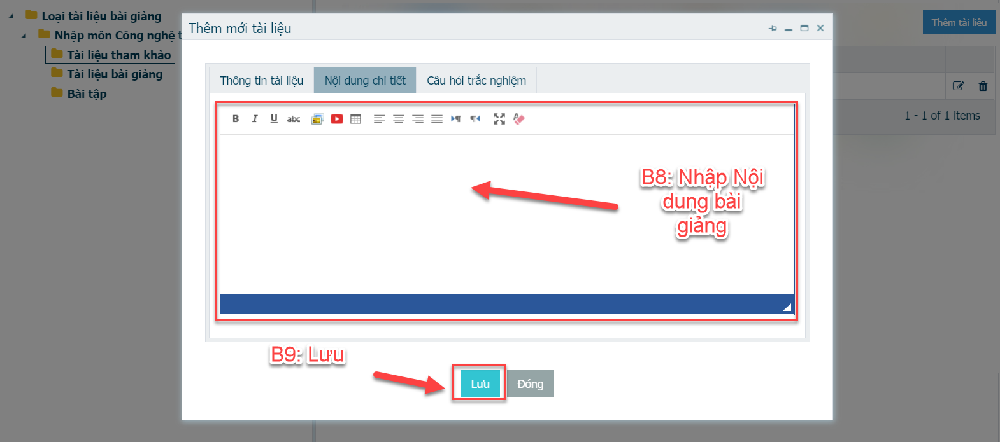 Loại tài liệu bài giảng
Nhập môn Công nghệ t
Tài liệu tham khảo
Tài liệu bài giảng
Bài tập
Thêm mới tài liệu
Thêm tài liệu
Thông tin tài liệu
Nội dung chi tiết
Câu hỏi trắc nghiệm
B I U abc
1 - 1 of 1 items
B8: Nhập Nội
dung bài
giảng
B9: Lưu
Lưu
Đóng